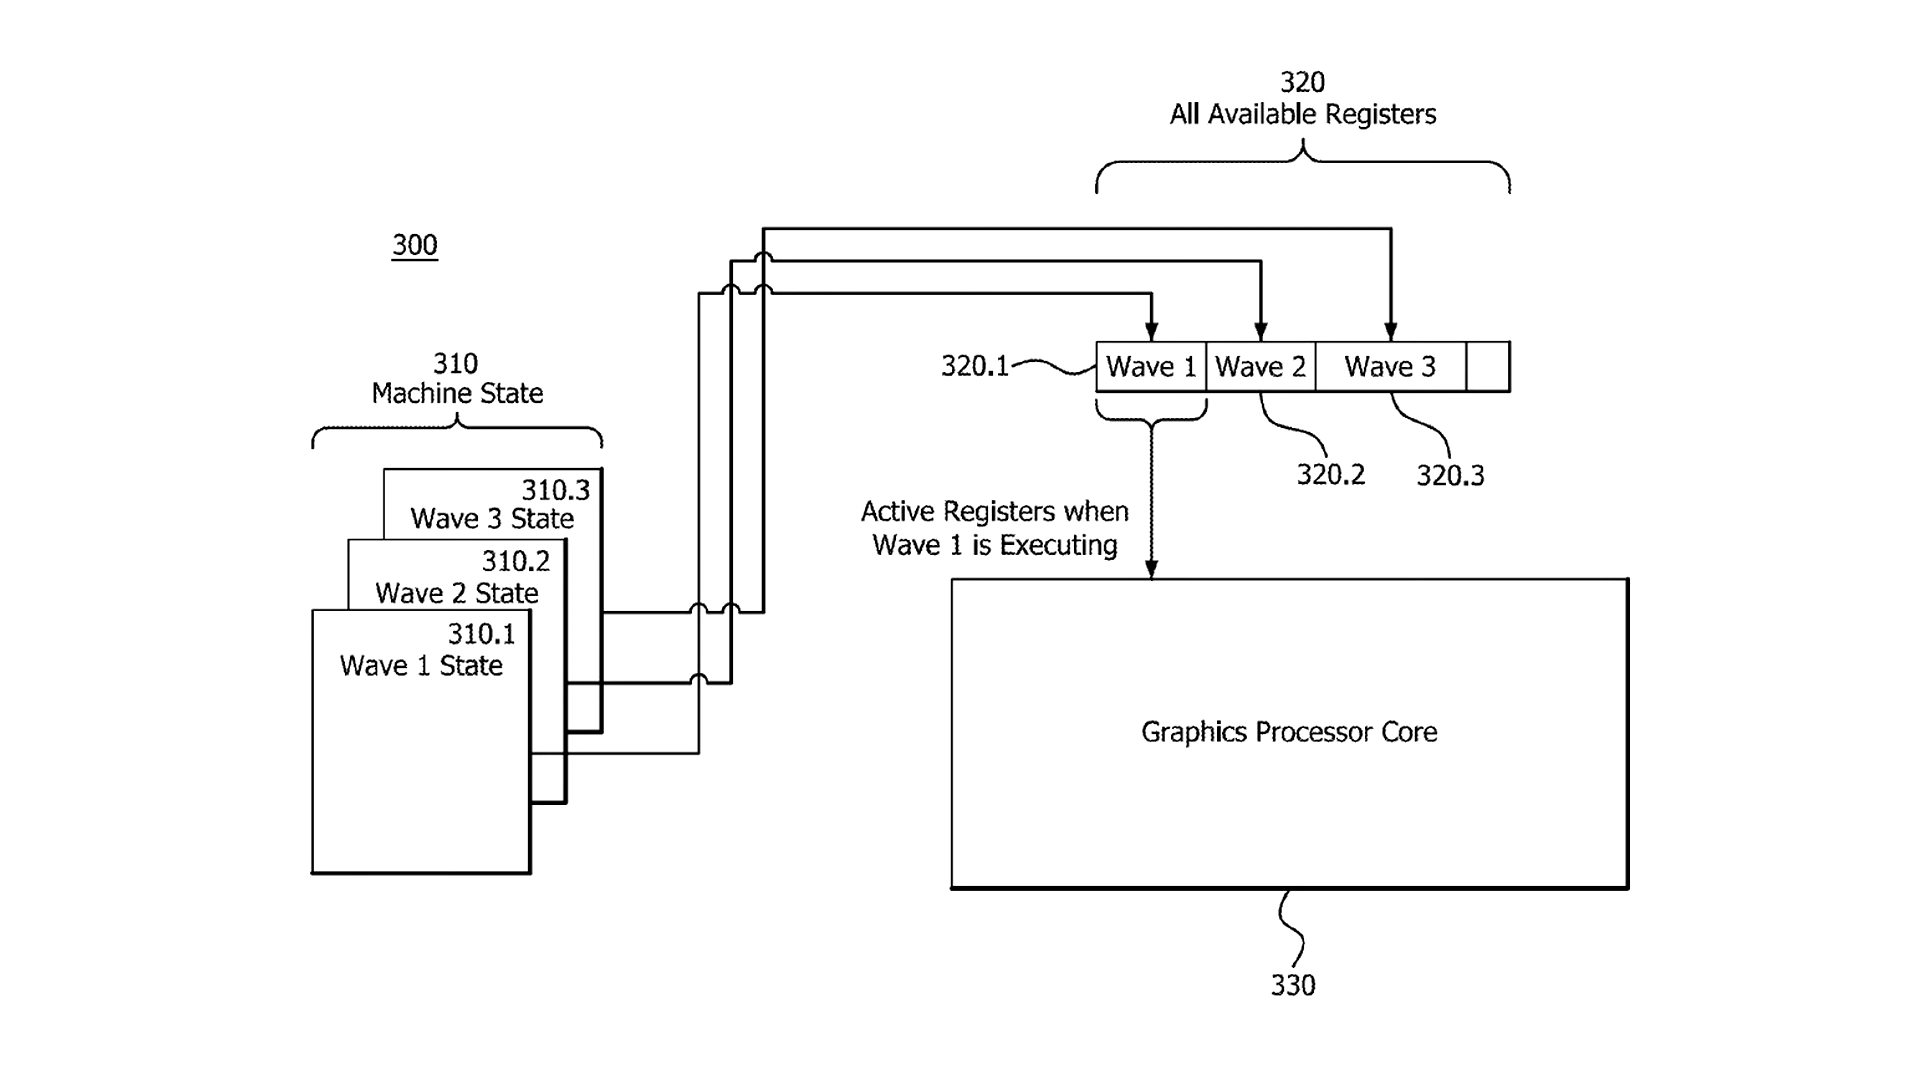 320
All Available Registers
300
310
Machine State
320.1
Wave 1
Wave 2
Wave 3
320.2
320.3
310.3
Wave 3 State
310.2
Wave 2 State
310.1
Wave 1 State
Active Registers when
Wave 1 is Executing
Graphics Processor Core
330